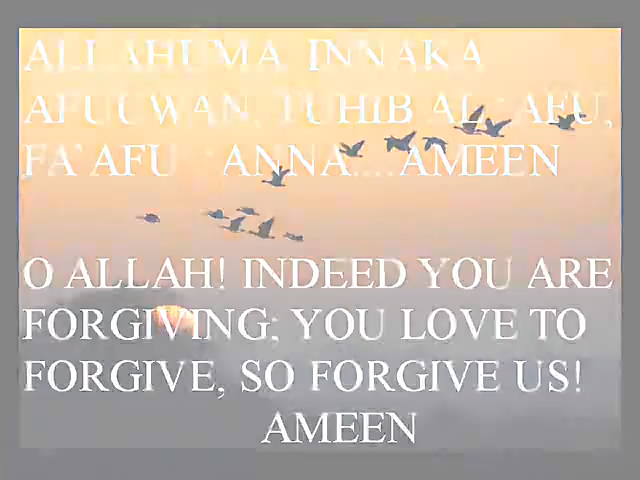 ALLAHUMA INNAKA
AFUUWAN, TUHIB AL 'AFU,
FA'AFU ' ANNA....AMEEN
O ALLAH! INDEED YOU ARE
FORGIVING; YOU LOVE TO
FORGIVE, SO FORGIVE US!
AMEEN